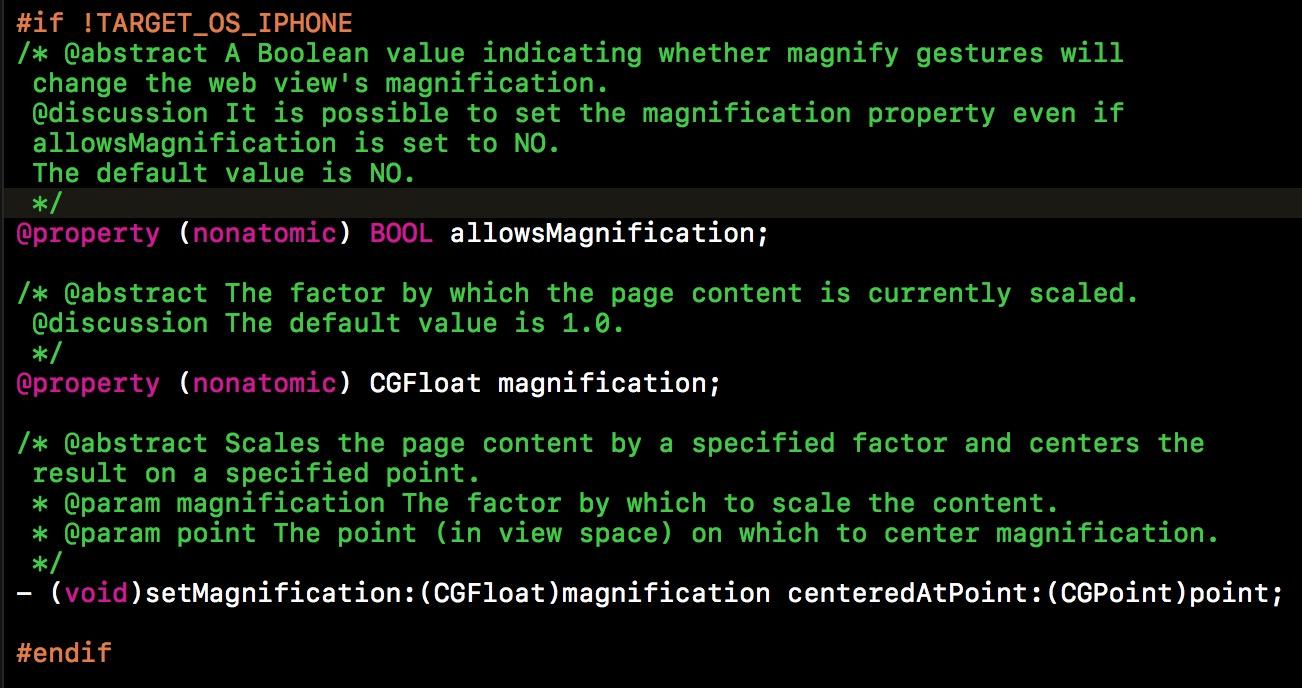 #if !TARGET_OS_IPHONE
/* @abstract A Boolean value indicating whether magnify gestures will
change the web view's magnification.
@discussion It is possible to set the magnification property even if
allowsMagnification is set to NO.
The default value is NO.
*/
@property (nonatomic) BOOL allowsMagnification;
/* @abstract The factor by which the page content is currently scaled.
@discussion The default value is 1.0.
*/
@property (nonatomic) CGFloat magnification;
/* @abstract Scales the page content by a specified factor and centers the
result on a specified point.
* @param magnification The factor by which to scale the content.
* @param point The point (in view space) on which to center magnification.
*/
- (void)setMagnification:(CGFloat)magnification centeredAtPoint:(CGPoint)point;
#endif